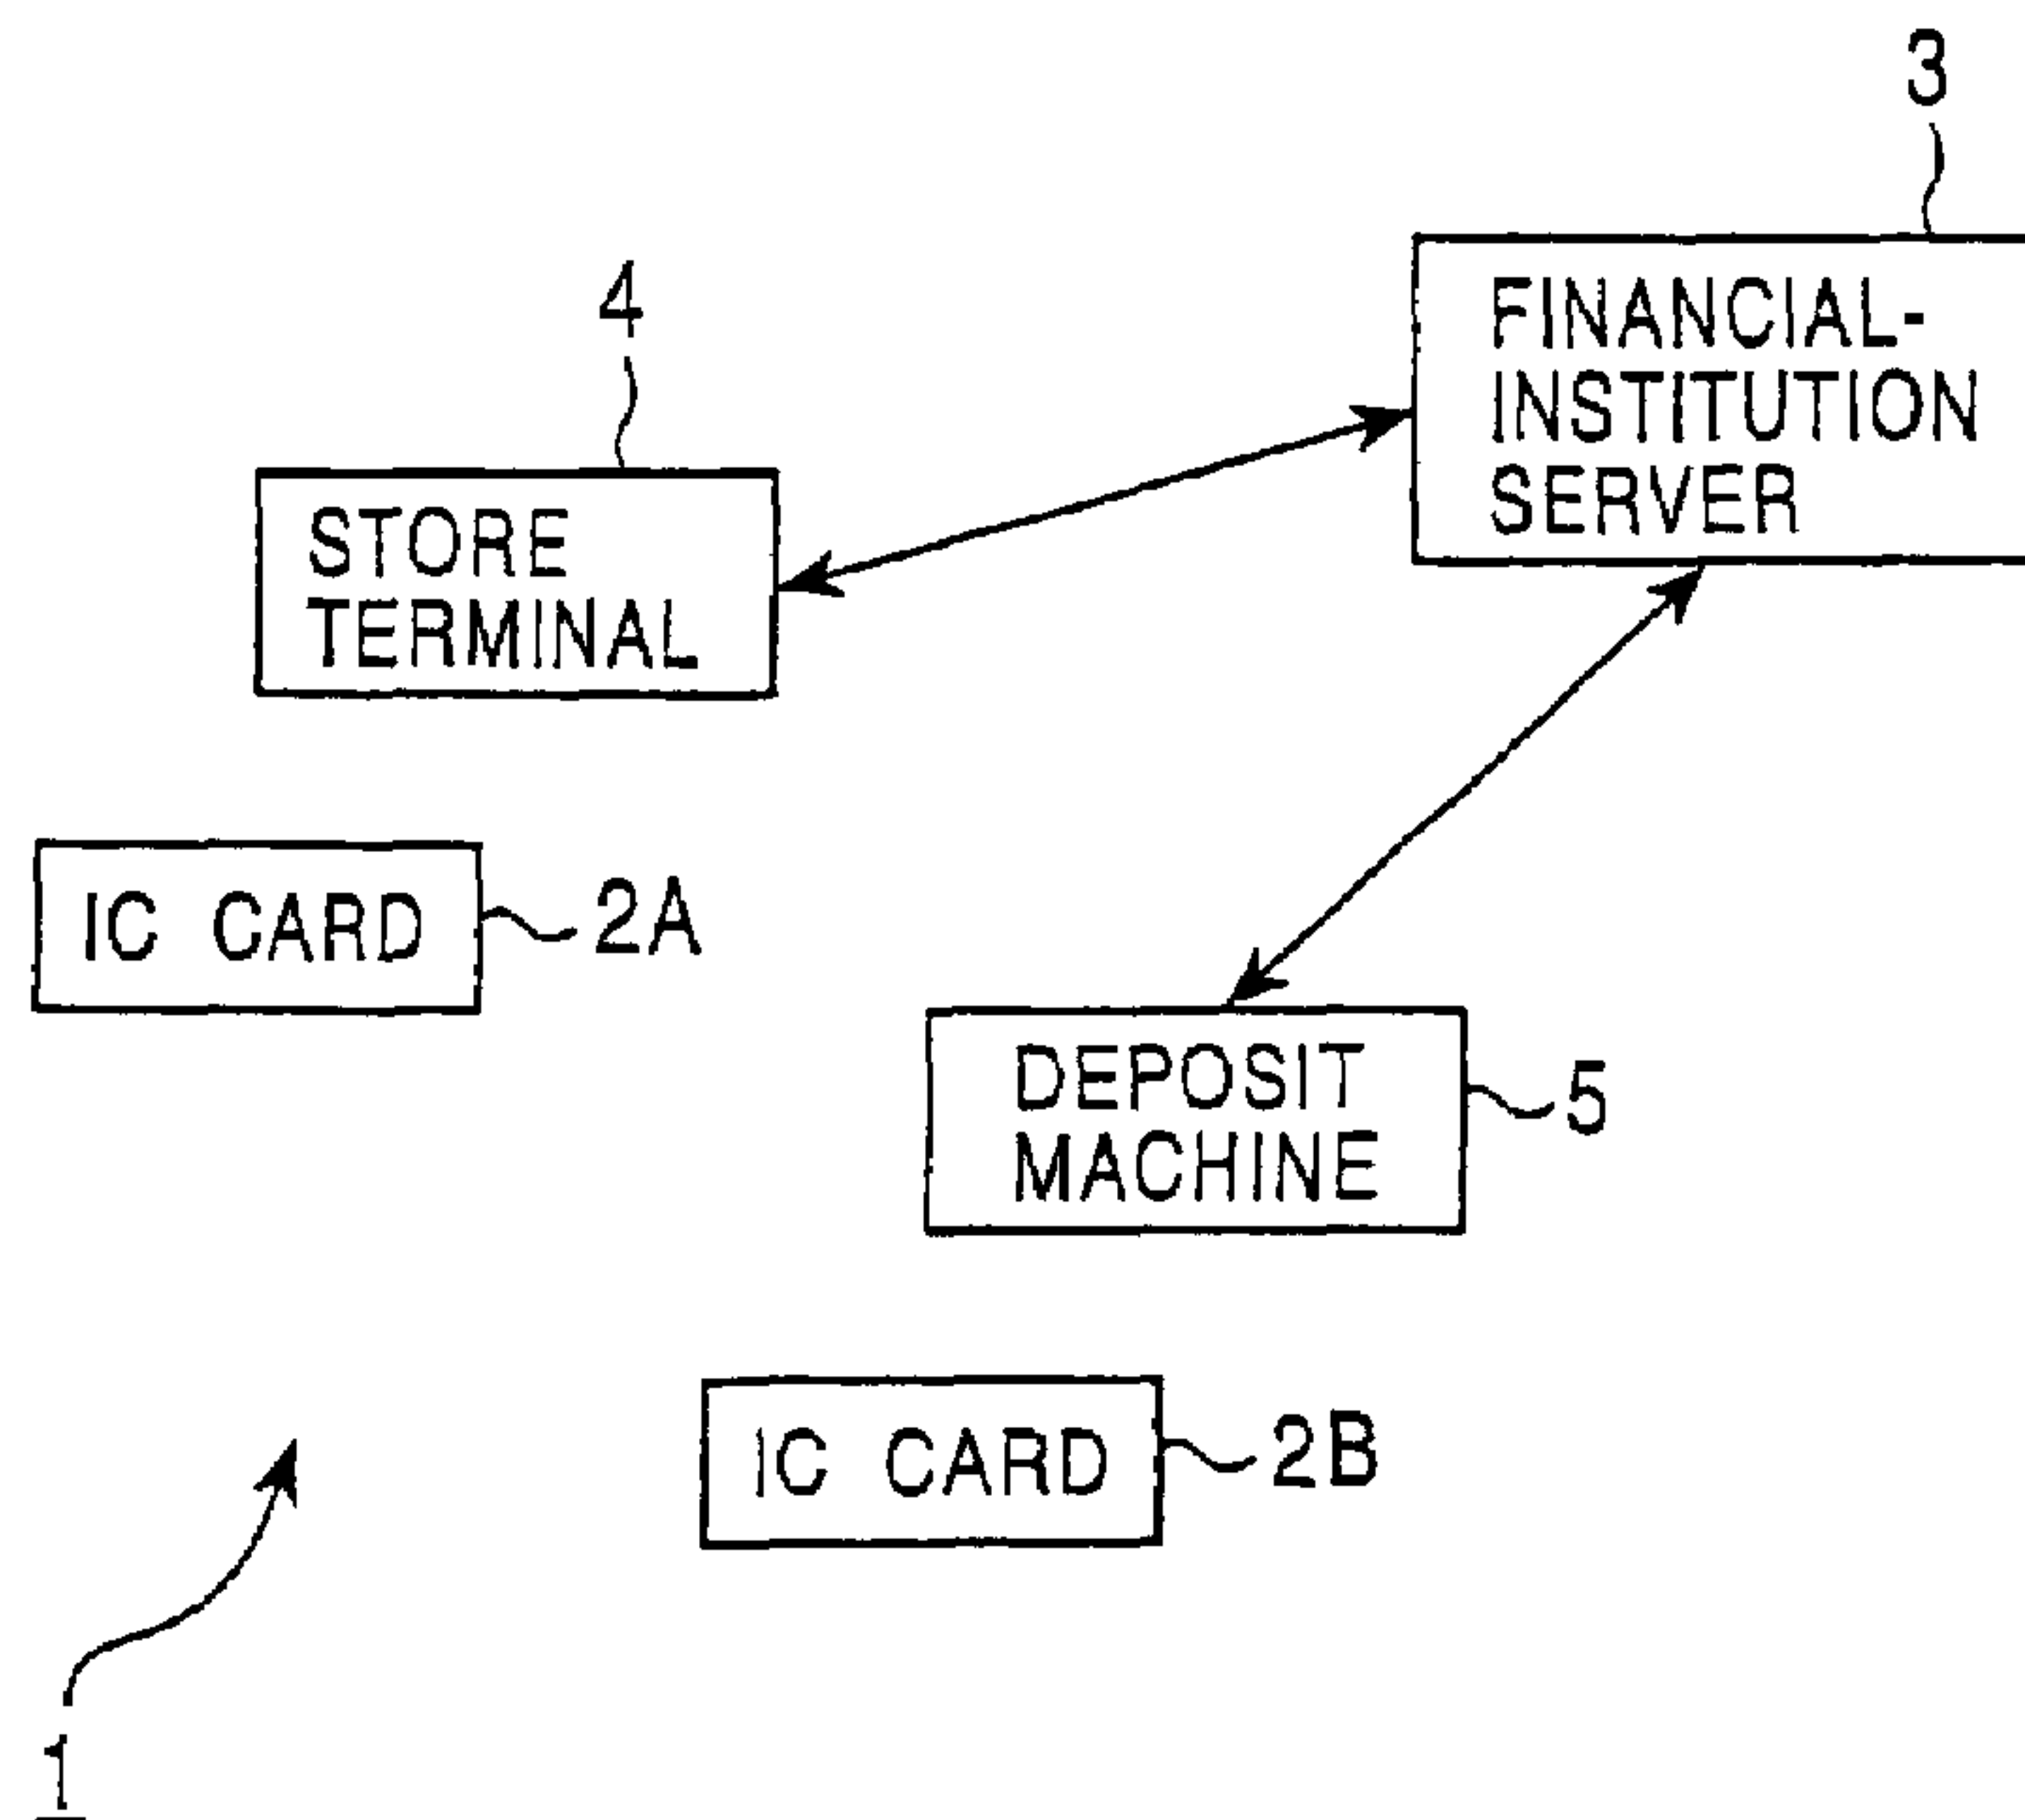 3
FINANCIAL-
INSTITUTION
SERVER
4
STORE
TERMINAL
IC CARD
2A
DEPOSIT
MACHINE
5
IC CARD
2B
1